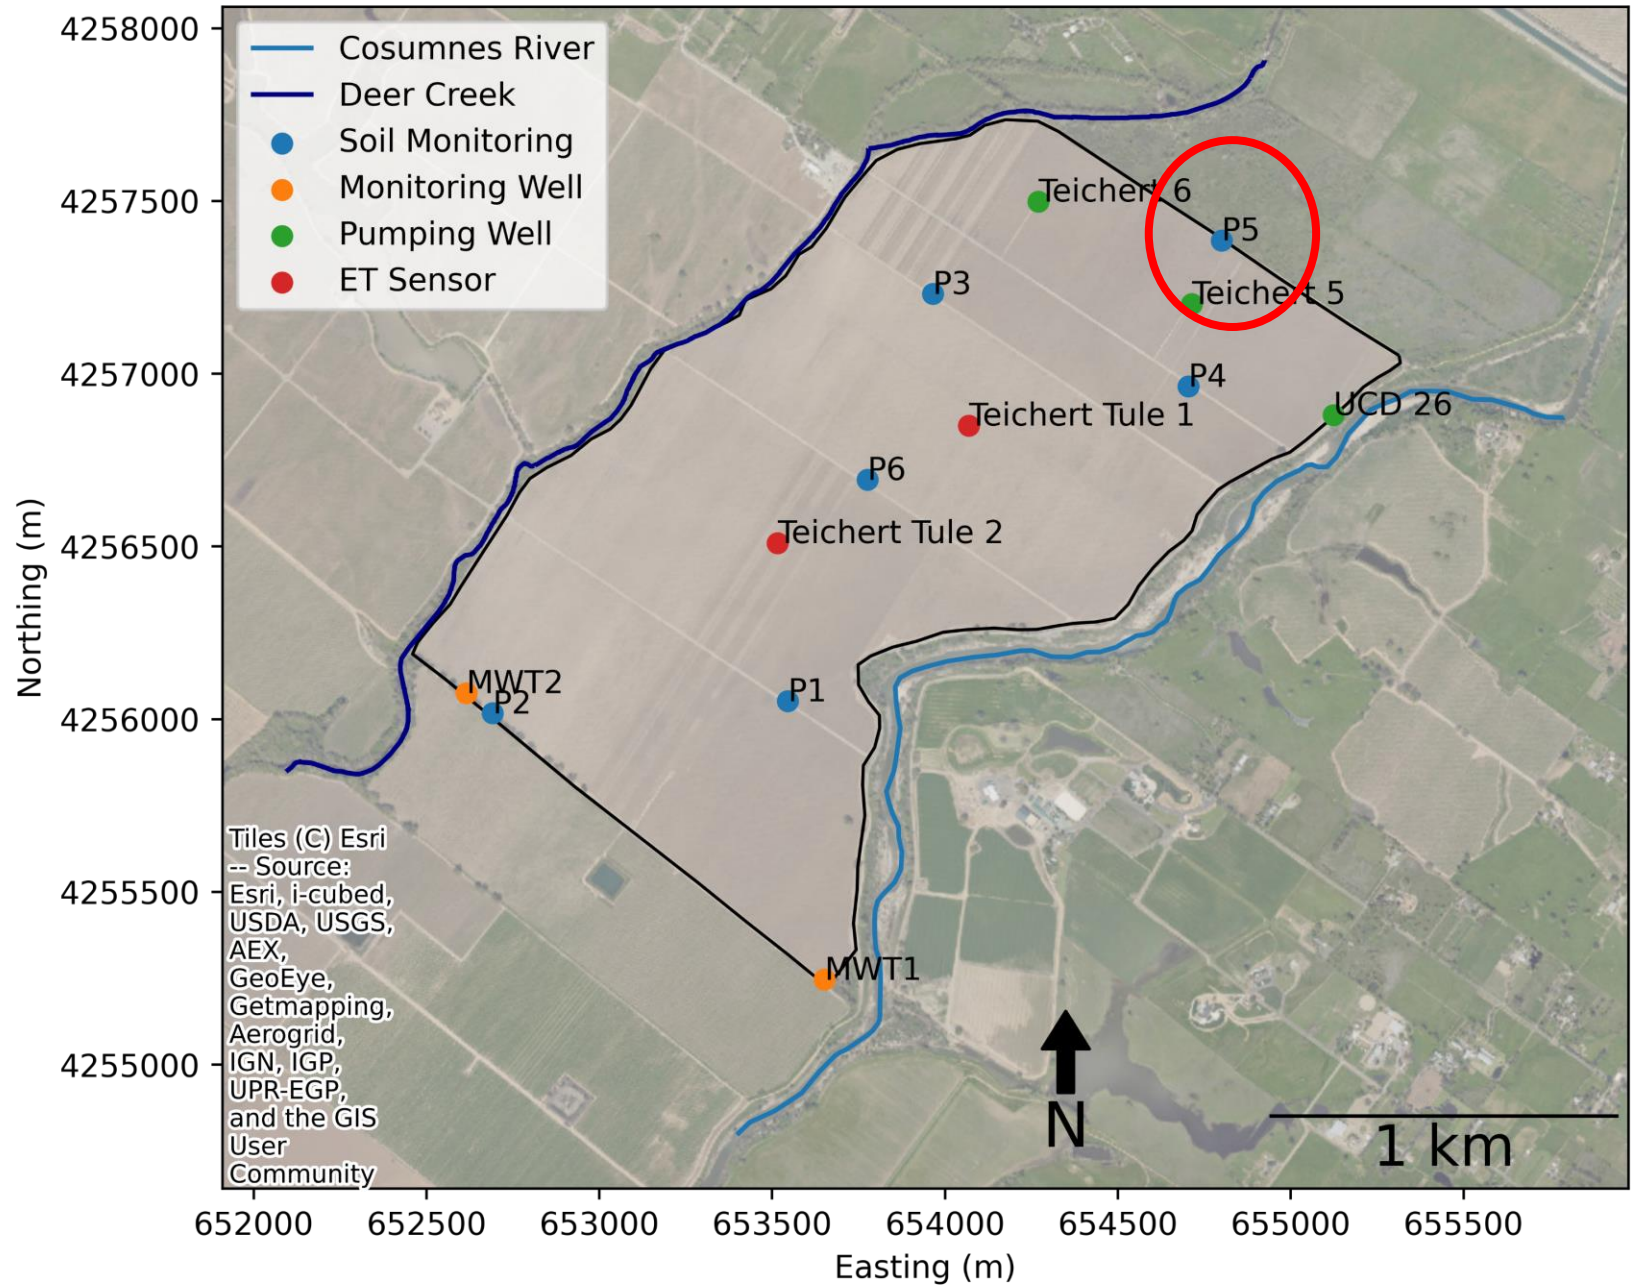 Cosumnes River
Deer Creek
Soil Monitoring
Monitoring Well
Pumping Well
ET Sensor
4258000
4257500
4257000
4256500
4256000
4255500
4255000
Northing (m)
Teichert 6
P5
P3
Teichert 5
P4
UCD 26
Teichert Tule 1
P6
Teichert Tule 2
MWT2
P2
P1
MWT1
Tiles (C) Esri
-- Source:
Esri, i-cubed,
USDA, USGS,
AEX,
GeoEye,
Getmapping,
Aerogrid,
IGN, IGP,
UPR-EGP,
and the GIS
User
Community
N
1 km
652000 652500 653000 653500 654000 654500 655000 655500
Easting (m)